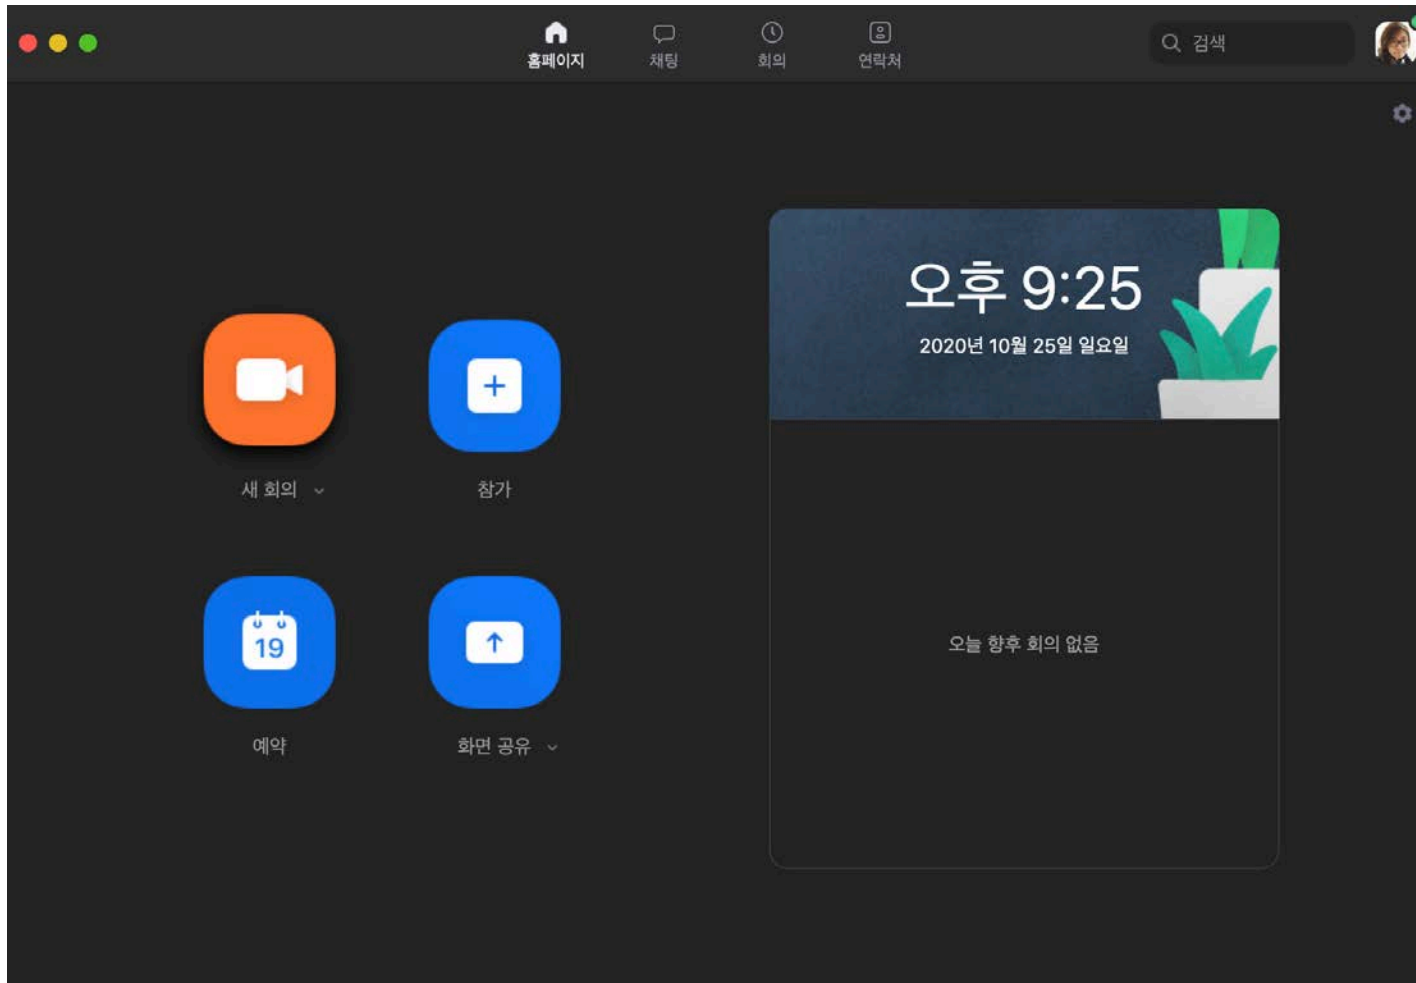 홈페이지
채팅
회의
연락처
검색
오후 9:25
2020년 10월 25일 일요일
새 회의
참가
19
예약
화면 공유
오늘 향후 회의 없음